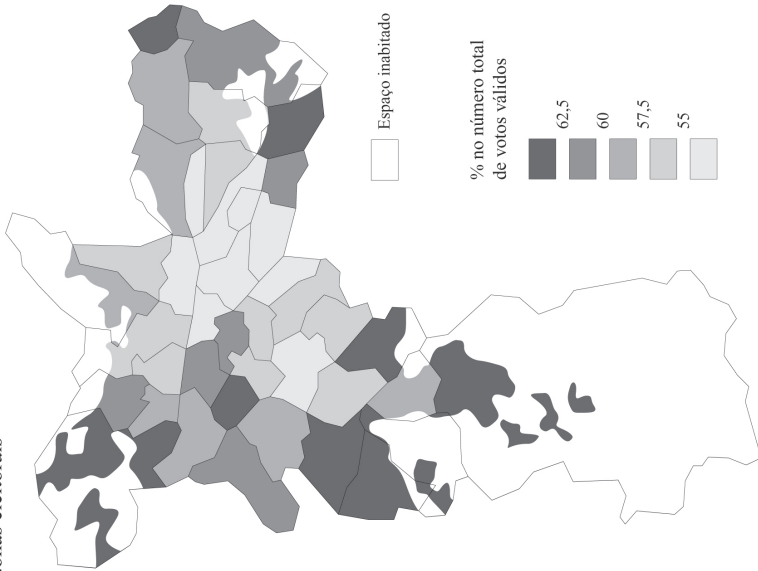 Espaço inabitado
% no número total
de votos válidos
62,5
60
57,5
55